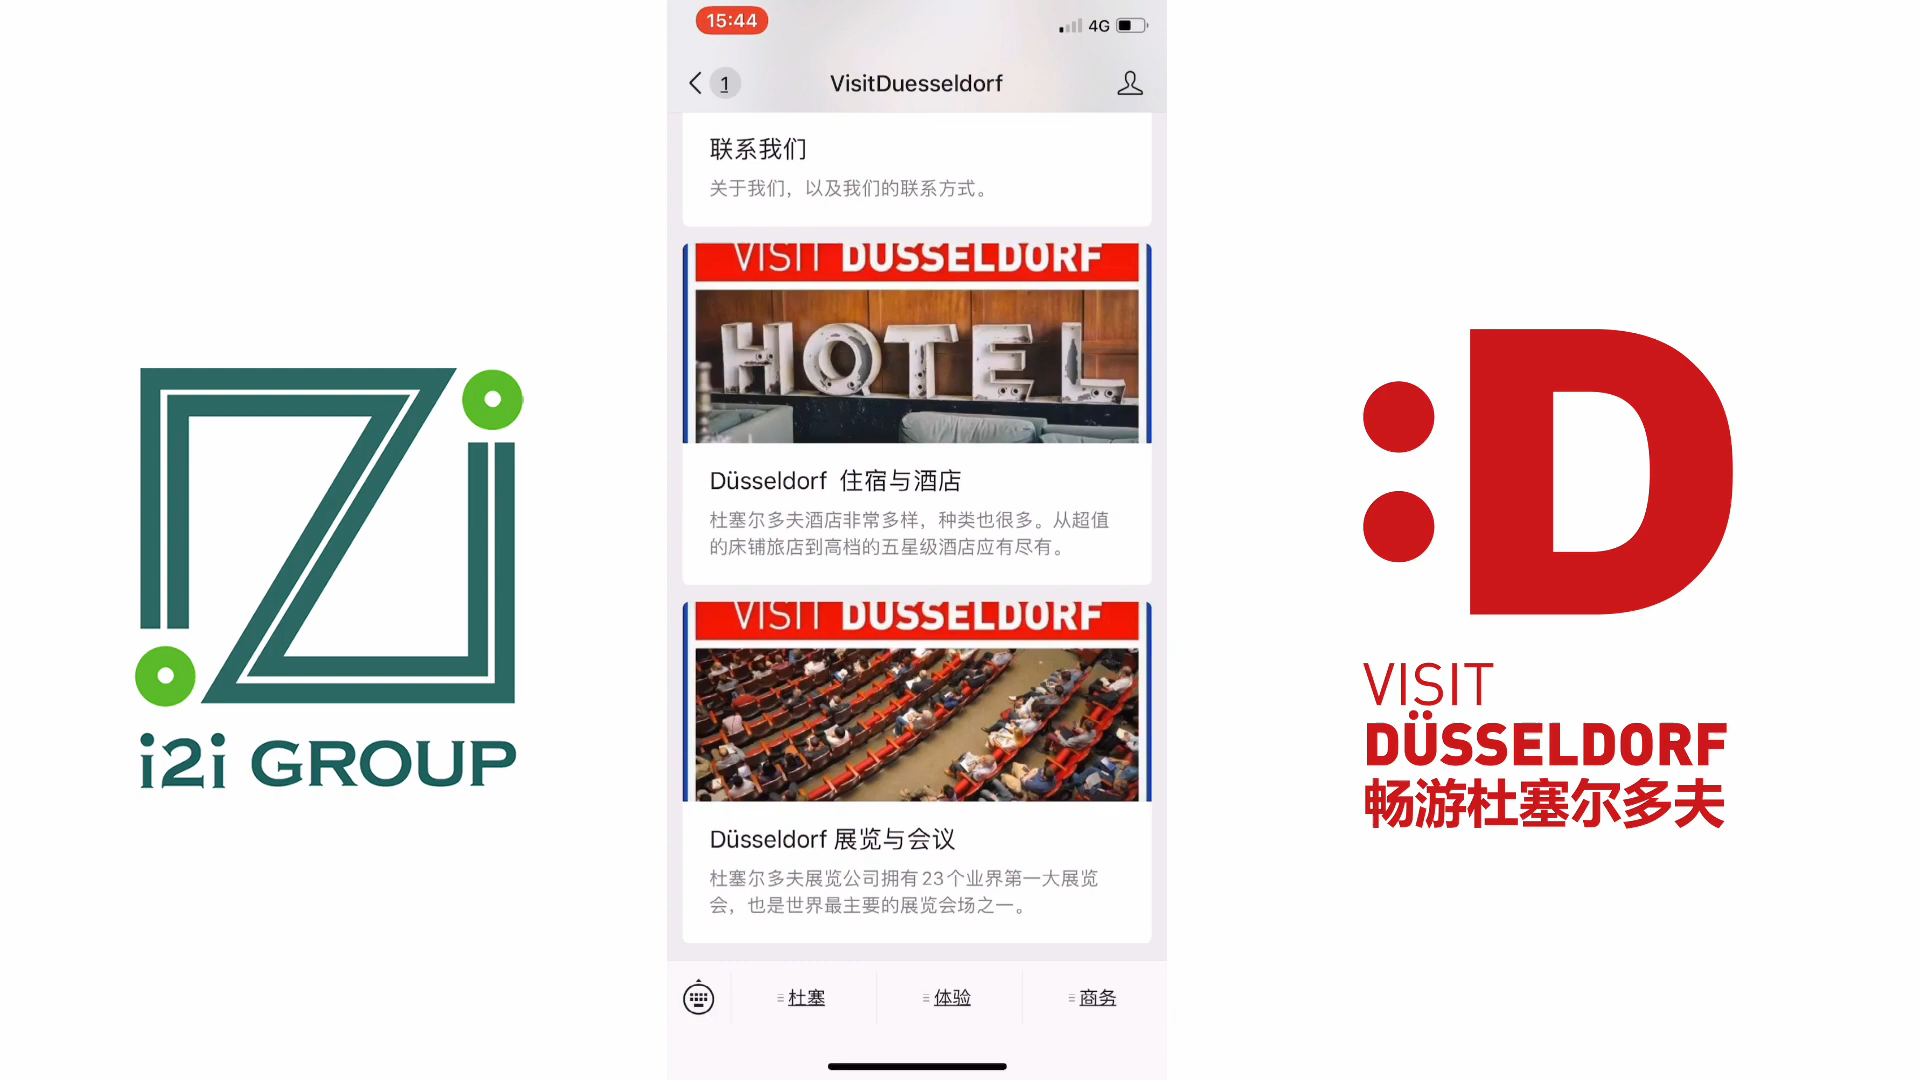 15:44
4G
1
VisitDuesseldorf
联系我们
关于我们，以及我们的联系方式。
VISIT DÜSSELDORF
HOTEL
Düsseldorf 住宿与酒店
杜塞尔多夫酒店非常多样，种类也很多。从超值
的床铺旅店到高档的五星级酒店应有尽有。
VISIT DÜSSELDORF
Düsseldorf 展览与会议
杜塞尔多夫展览公司拥有23个业界第一大展览
会，也是世界最主要的展览会场之一。
杜塞
体验
商务
i2i GROUP
:D
VISIT
DÜSSELDORF
畅游杜塞尔多夫